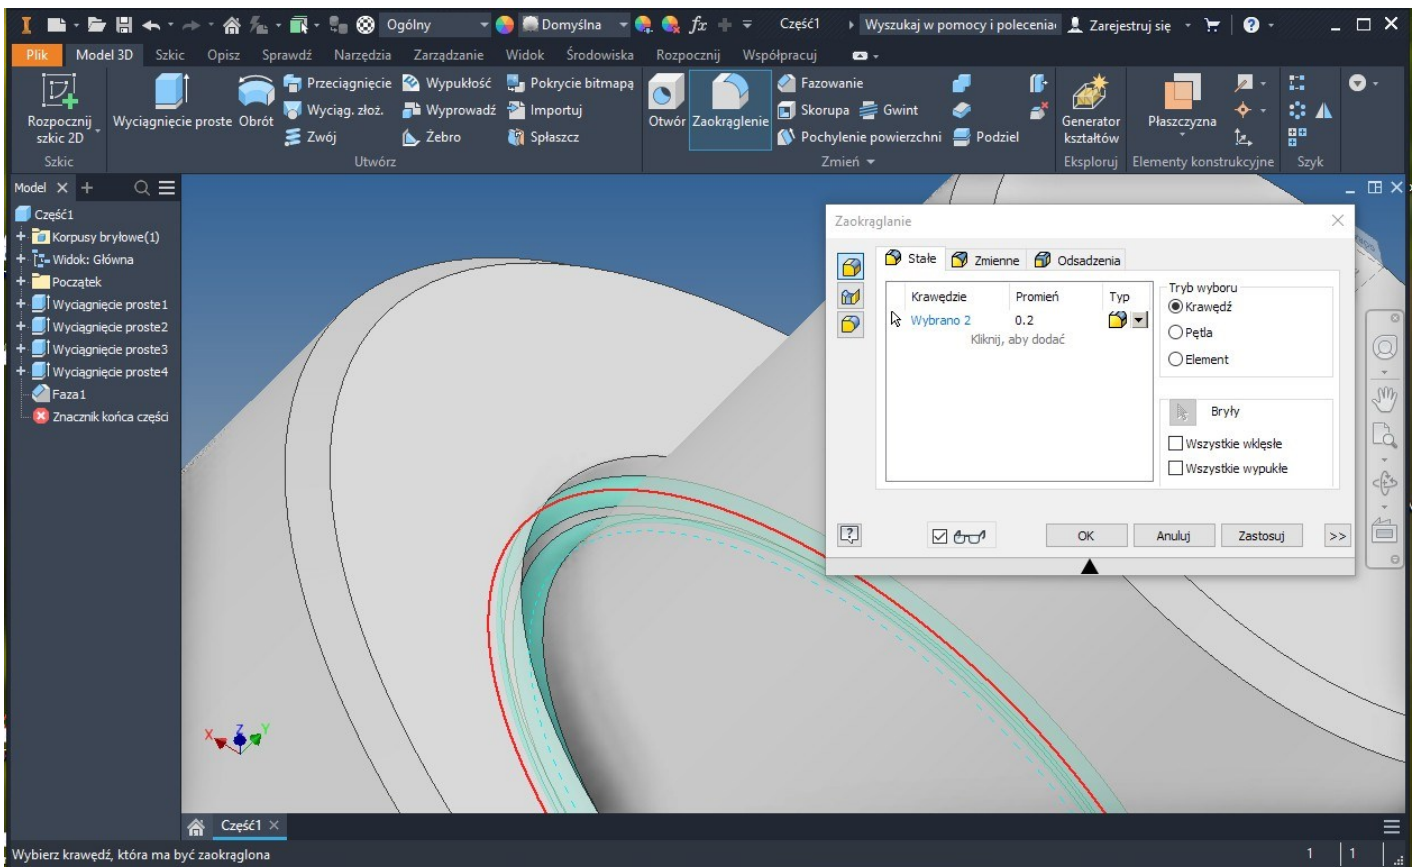 Ogólny Domyślna fx Część1 Wyszukaj w pomocy i polecenia Zarejestruj się
Plik Model 3D Szkic Opisz Sprawdź Narzędzia Zarządzanie Widok Środowiska Rozpocznij Współpracuj
Rozpocznij szkic 2D
Wyciągnięcie proste
Obrót
Przeciągnięcie
Wyciąg. złoż.
Zwój
Wypukłość
Wyprowadź
Żebro
Pokrycie bitmapą
Importuj
Spłaszcz
Otwór
Zaokrąglenie
Fazowanie
Skorupa
Gwint
Pochylenie powierzchni
Podziel
Generator
kształtów
Płaszczyzna
Szkic Utwórz Zmień Eksploruj Elementy konstrukcyjne Szyk
Model
Część1
Korpusy bryłowe(1)
Widok: Główna
Początek
Wyciągnięcie proste1
Wyciągnięcie proste2
Wyciągnięcie proste3
Wyciągnięcie proste4
Faza1
Znacznik końca części
Zaokrąglanie
Stałe Zmienne Odsadzenia
Krawędzie Promień Typ
Wybrano 2 0.2
Kliknij, aby dodać
Tryb wyboru
Krawędź
Pętla
Element
Bryły
Wszystkie wklęsłe
Wszystkie wypukłe
OK Anuluj Zastosuj >>
X Z Y
Część1
Wybierz krawędź, która ma być zaokrąglona 1 1